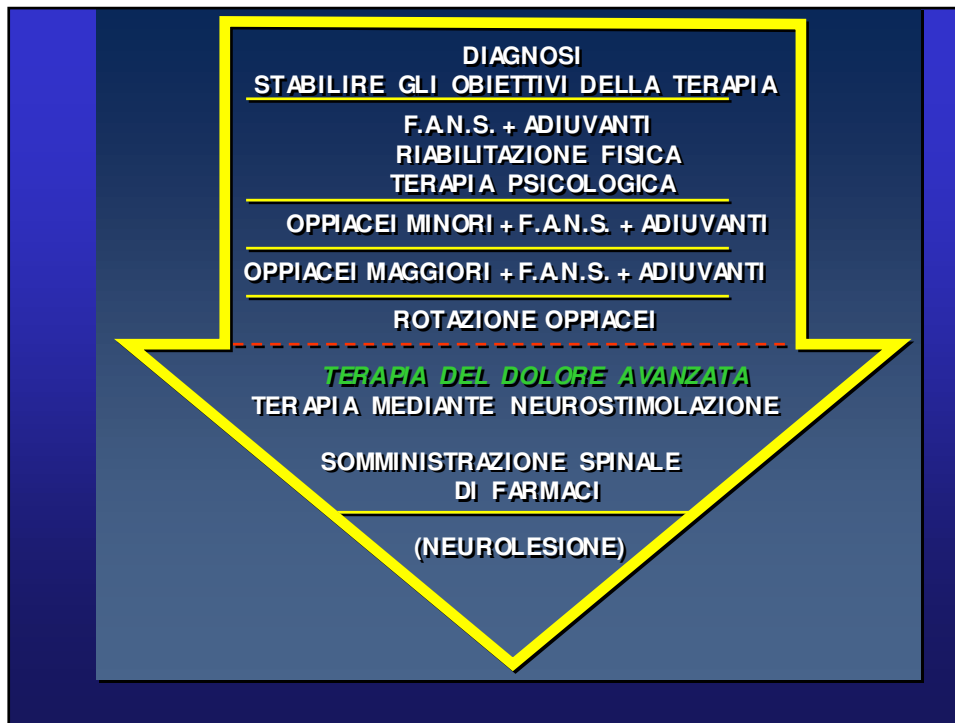 DIAGNOSI
STABILIRE GLI OBIETTIVI DELLA TERAPIA
F.A.N.S. + ADIUVANTI
RIABILITAZIONE FISICA
TERAPIA PSICOLOGICA
OPPIACEI MINORI + F.A.N.S. + ADIUVANTI
OPPIACEI MAGGIORI + F.A.N.S. + ADIUVANTI
ROTAZIONE OPPIACEI
TERAPIA DEL DOLORE AVANZATA
TERAPIA MEDIANTE NEUROSTIMOLAZIONE
SOMMINISTRAZIONE SPINALE
DI FARMACI
(NEUROLESIONE)